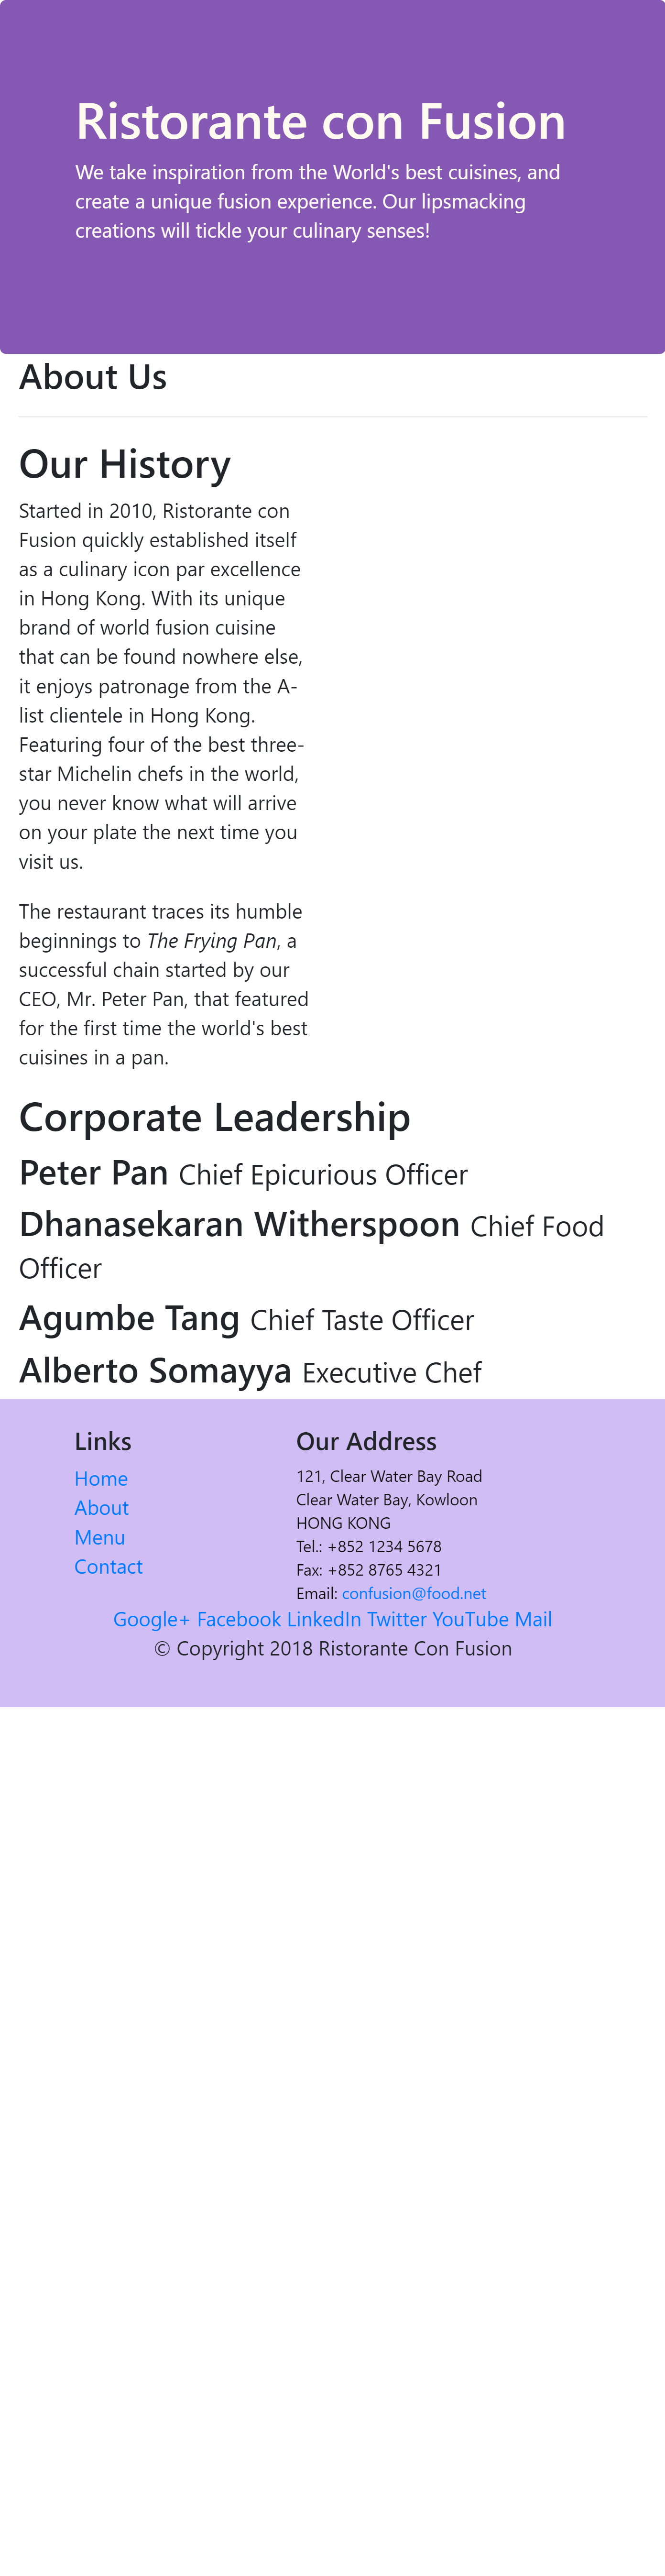 Ristorante con Fusion
We take inspiration from the World's best cuisines, and
create a unique fusion experience. Our lipsmacking
creations will tickle your culinary senses!
About Us
Our History
Started in 2010, Ristorante con
Fusion quickly established itself
as a culinary icon par excellence
in Hong Kong. With its unique
brand of world fusion cuisine
that can be found nowhere else,
it enjoys patronage from the A-
list clientele in Hong Kong.
Featuring four of the best three-
star Michelin chefs in the world,
you never know what will arrive
on your plate the next time you
visit us.
The restaurant traces its humble
beginnings to The Frying Pan, a
successful chain started by our
CEO, Mr. Peter Pan, that featured
for the first time the world's best
cuisines in a pan.
Corporate Leadership
Peter Pan Chief Epicurious Officer
Dhanasekaran Witherspoon Chief Food
Officer
Agumbe Tang Chief Taste Officer
Alberto Somayya Executive Chef
Links
Home
About
Menu
Contact
Our Address
121, Clear Water Bay Road
Clear Water Bay, Kowloon
HONG KONG
Tel.: +852 1234 5678
Fax: +852 8765 4321
Email: confusion@food.net
Google+ Facebook LinkedIn Twitter YouTube Mail
© Copyright 2018 Ristorante Con Fusion